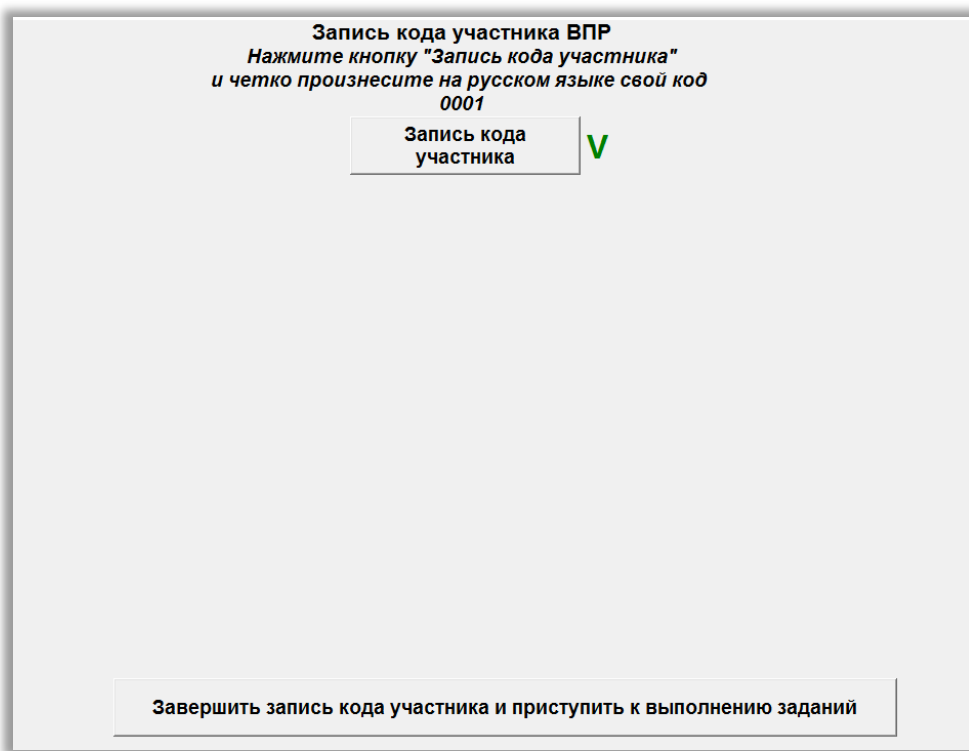 Запись кода участника ВПР
Нажмите кнопку "Запись кода участника"
и четко произнесите на русском языке свой код
0001
Запись кода
участника
V
Завершить запись кода участника и приступить к выполнению заданий